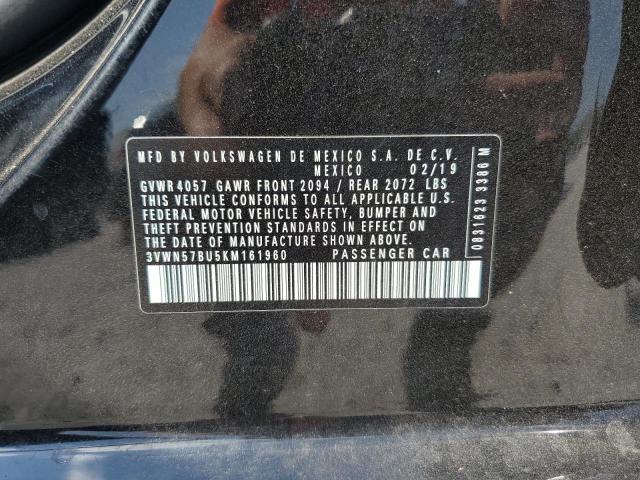 MFD BY VOLKSWAGEN DE MEXICO S.A. DE C.V.
MEXICO 02/19
GVWR 4057 GAWR FRONT 2094 / REAR 2072 LBS
THIS VEHICLE CONFORMS TO ALL APPLICABLE U.S.
FEDERAL MOTOR VEHICLE SAFETY, BUMPER AND
THEFT PREVENTION STANDARDS IN EFFECT ON
THE DATE OF MANUFACTURE SHOWN ABOVE.
3VWN57BU5KM161960 PASSENGER CAR
0831623 3386 M